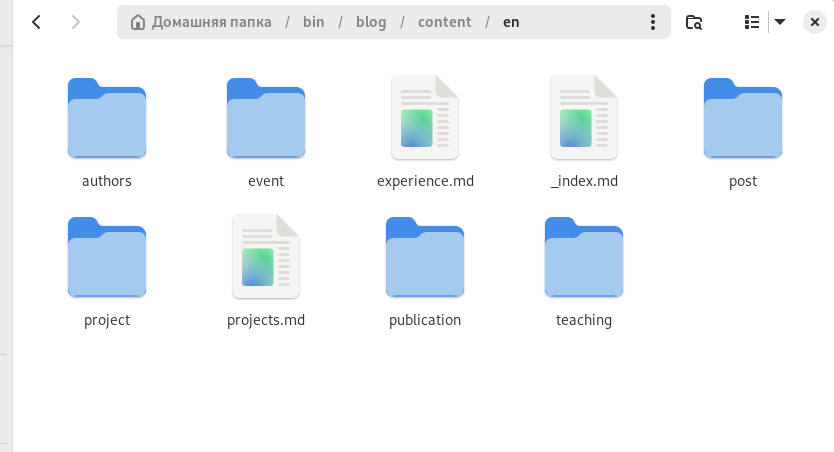 Домашняя папка / bin / blog / content / en
authors event experience.md _index.md post
project projects.md publication teaching